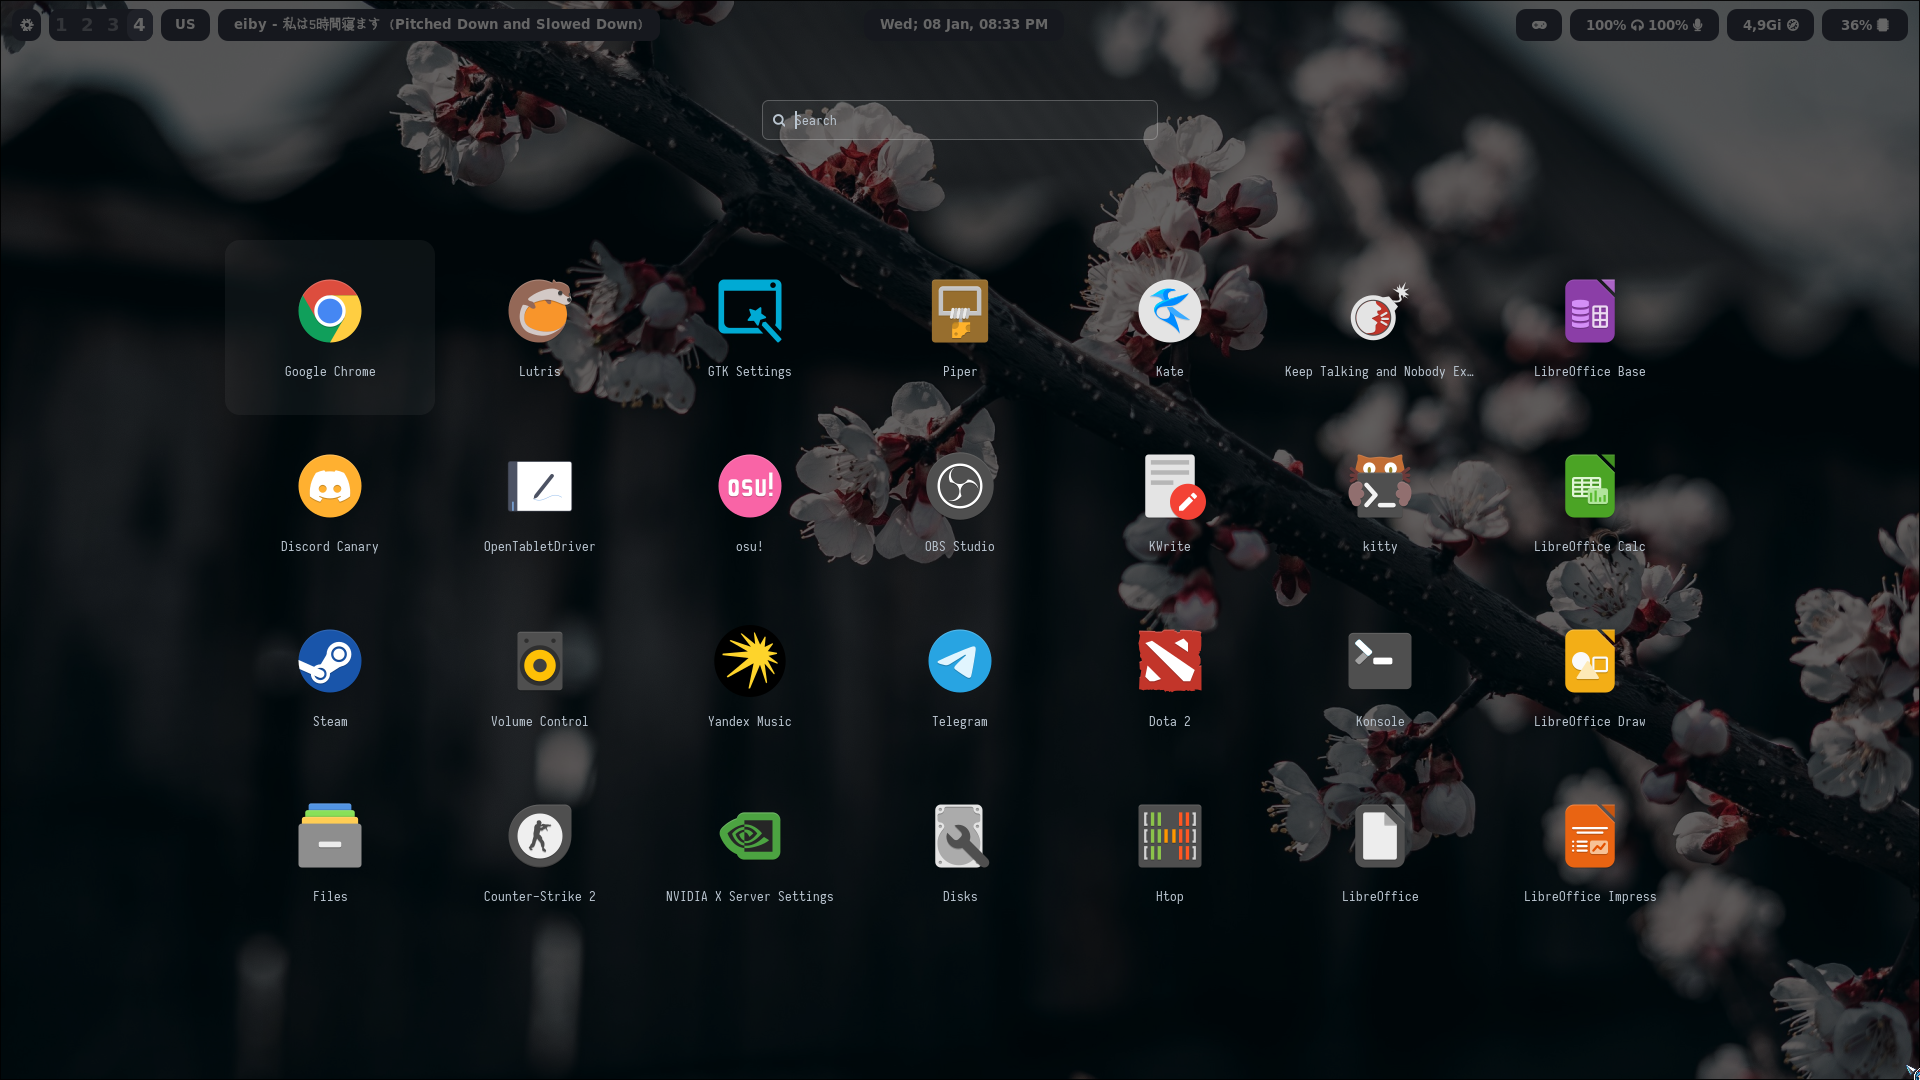 1 2 3 4 US eiby - 私は5時間寝ます (Pitched Down and Slowed Down) Wed; 08 Jan, 08:33 PM 100% 100% 4,9Gi 36%
Search
Google Chrome Lutris GTK Settings Piper Kate Keep Talking and Nobody Ex… LibreOffice Base
osu!
Discord Canary OpenTabletDriver osu! OBS Studio KWrite kitty LibreOffice Calc
Steam Volume Control Yandex Music Telegram Dota 2 Konsole LibreOffice Draw
Files Counter-Strike 2 NVIDIA X Server Settings Disks Htop LibreOffice LibreOffice Impress